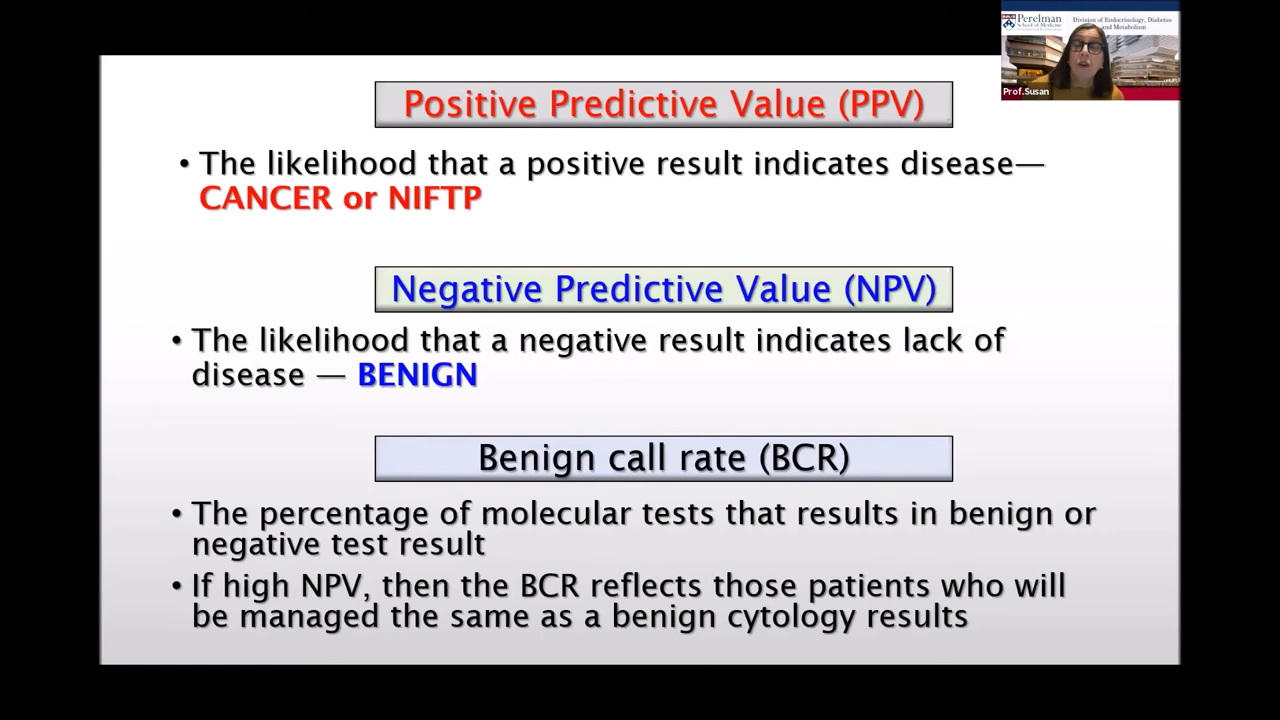 Perelman
School of Medicine
Division of Endocrinology, Diabetes
and Metabolism
Prof.Susan
Positive Predictive Value (PPV)
• The likelihood that a positive result indicates disease—
CANCER or NIFTP
Negative Predictive Value (NPV)
• The likelihood that a negative result indicates lack of
disease — BENIGN
Benign call rate (BCR)
• The percentage of molecular tests that results in benign or
negative test result
• If high NPV, then the BCR reflects those patients who will
be managed the same as a benign cytology results